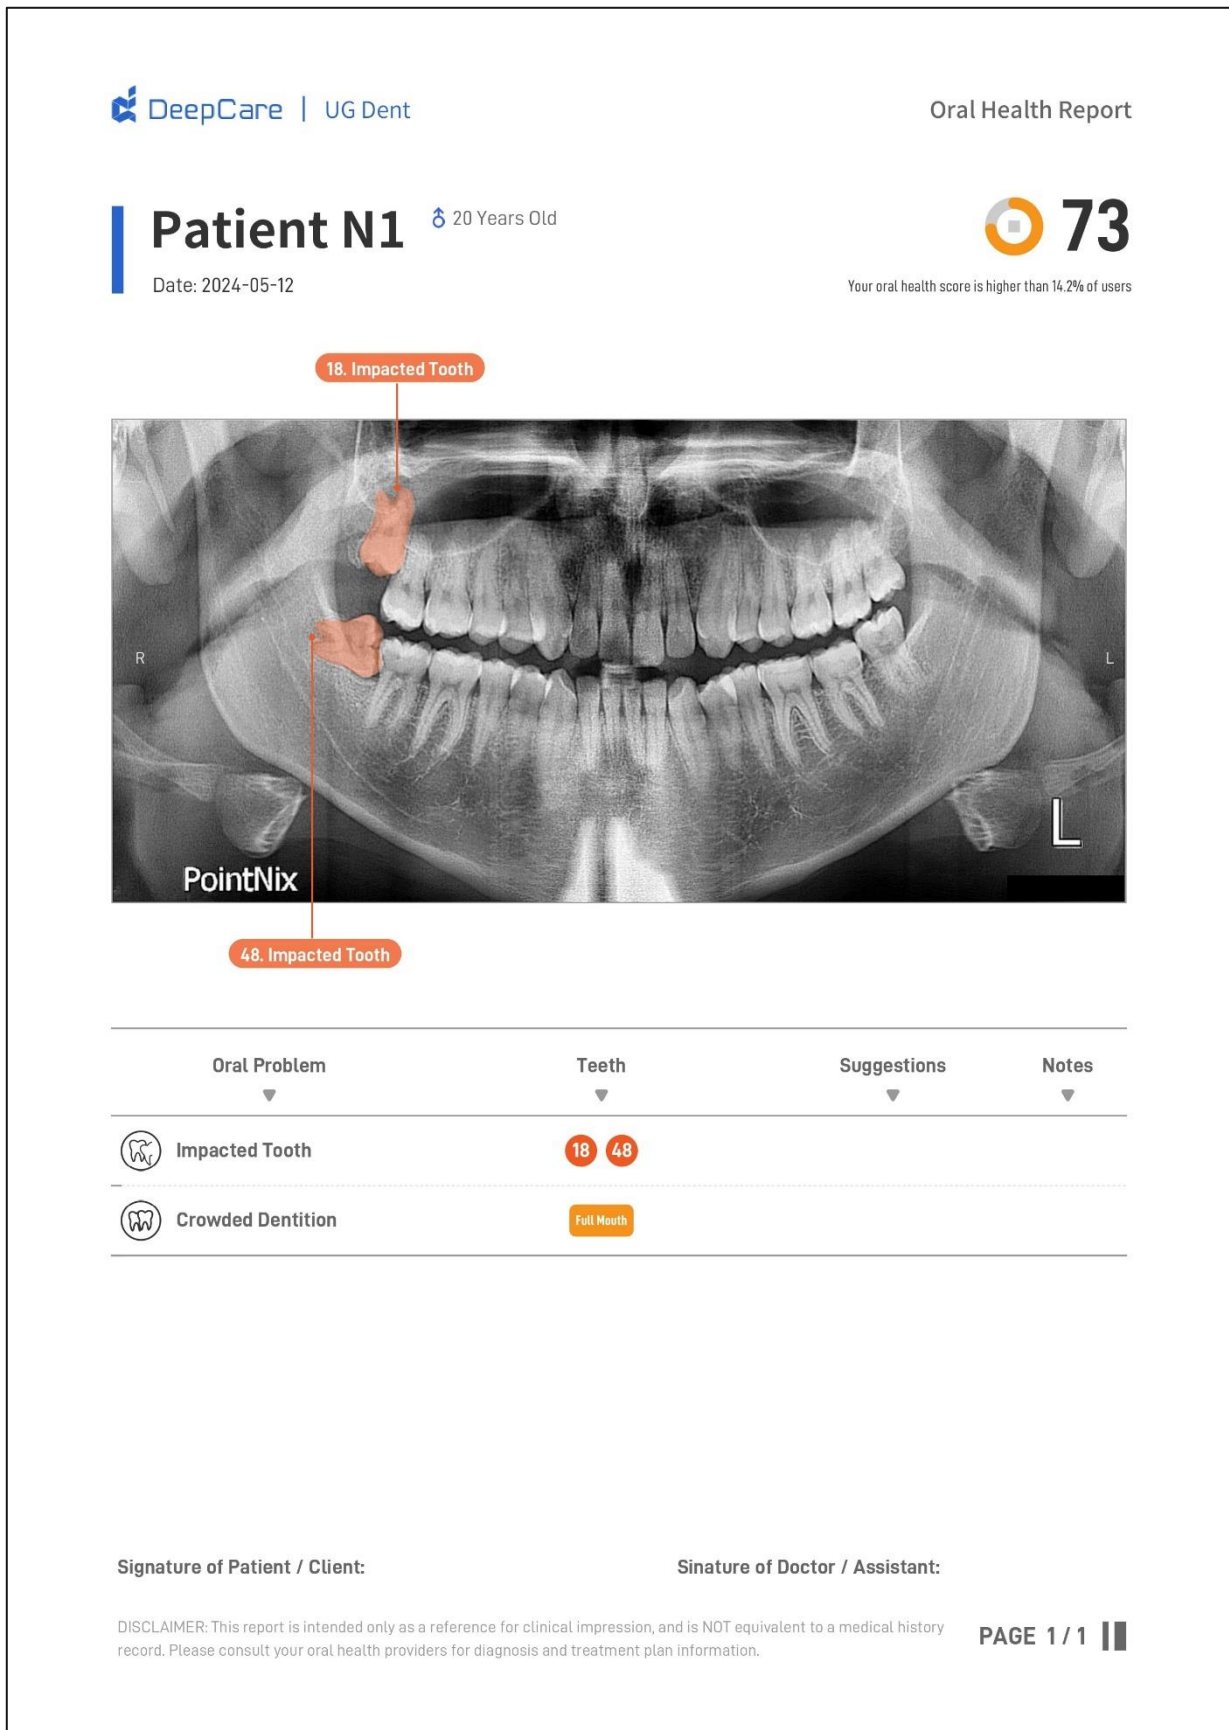 DeepCare | UG Dent
Oral Health Report
Patient N1
20 Years Old
73
Date: 2024-05-12
Your oral health score is higher than 14.2% of users
18. Impacted Tooth
R
L
L
PointNix
48. Impacted Tooth
Oral Problem Teeth Suggestions Notes
Impacted Tooth 18 48
Crowded Dentition Full Mouth
Signature of Patient / Client:
Sinature of Doctor / Assistant:
DISCLAIMER: This report is intended only as a reference for clinical impression, and is NOT equivalent to a medical history
record. Please consult your oral health providers for diagnosis and treatment plan information.
PAGE 1 / 1